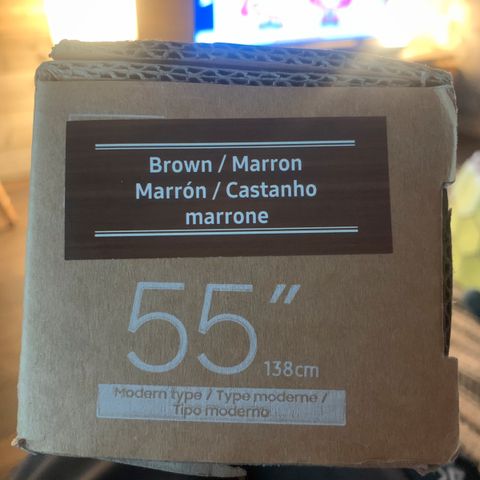 Brown / Marron
Marrón / Castanho
marrone
55”
138cm
Modern type / Type moderne /
Tipo moderno